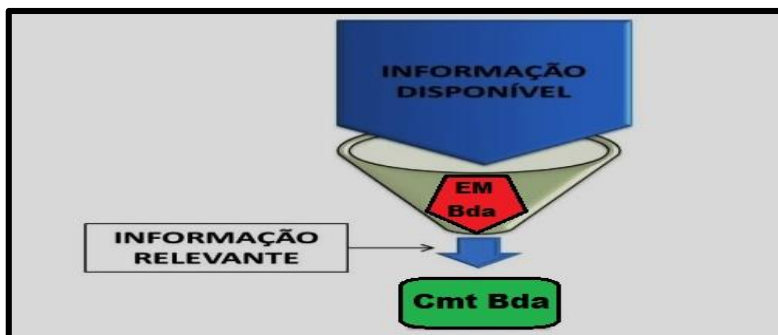 INFORMAÇÃO
DISPONÍVEL
EM
Bda
INFORMAÇÃO
RELEVANTE
Cmt Bda